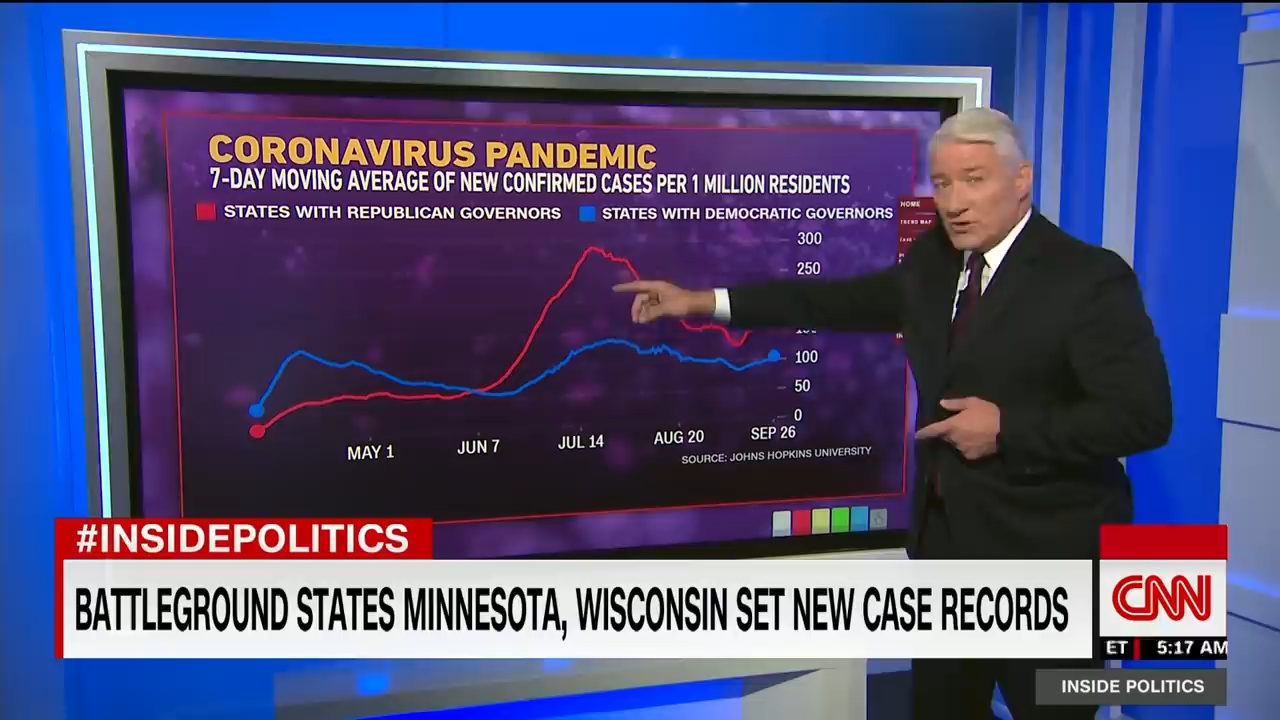 CORONAVIRUS PANDEMIC
7-DAY MOVING AVERAGE OF NEW CONFIRMED CASES PER 1 MILLION RESIDENTS
STATES WITH REPUBLICAN GOVERNORS
STATES WITH DEMOCRATIC GOVERNORS
HOME
TREND MAP
300
250
100
50
0
MAY 1
JUN 7
JUL 14
AUG 20
SEP 26
SOURCE: JOHNS HOPKINS UNIVERSITY
#INSIDEPOLITICS
BATTLEGROUND STATES MINNESOTA, WISCONSIN SET NEW CASE RECORDS
CNN
ET 5:17 AM
INSIDE POLITICS